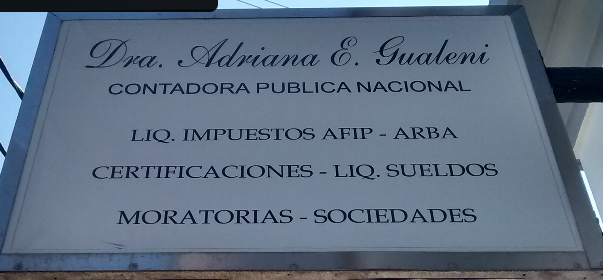 Dra. Adriana E. Gualeni
CONTADORA PUBLICA NACIONAL
LIQ. IMPUESTOS AFIP - ARBA
CERTIFICACIONES - LIQ. SUELDOS
MORATORIAS - SOCIEDADES